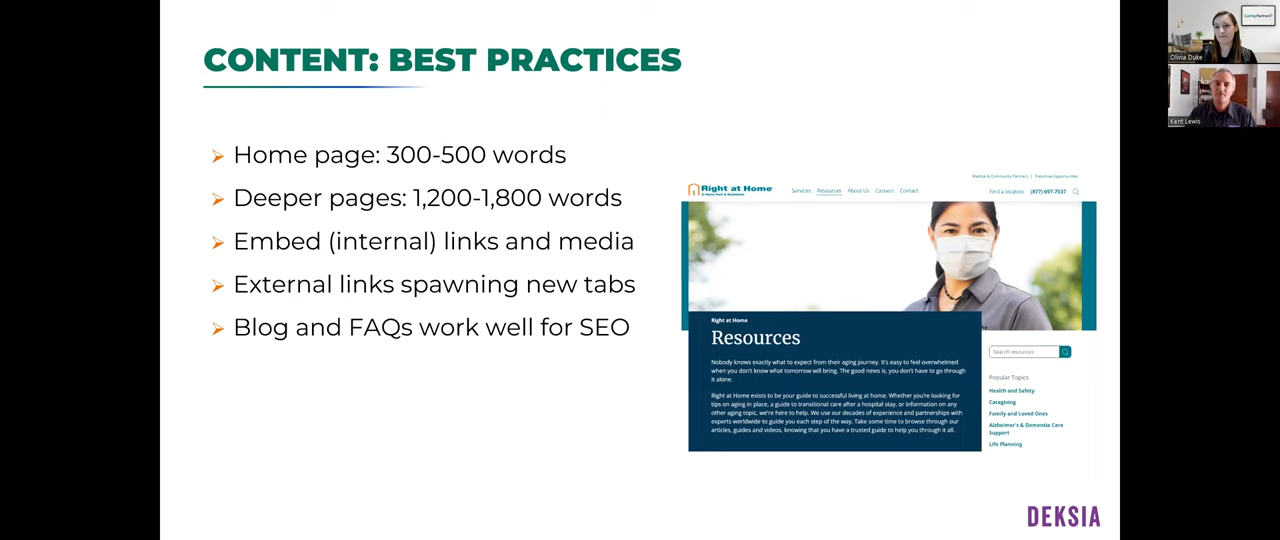 CONTENT: BEST PRACTICES
Home page: 300-500 words
Deeper pages: 1,200-1,800 words
Embed (internal) links and media
External links spawning new tabs
Blog and FAQs work well for SEO
Medical & Community Partners | Franchise Opportunities
Right at Home
In Home Care & Assistance
Services Resources About Us Careers Contact
Find a location (877) 697-7537
Right at Home
Resources
Nobody knows exactly what to expect from their aging journey. It's easy to feel overwhelmed
when you don't know what tomorrow will bring. The good news is, you don't have to go through
it alone.
Right at Home exists to be your guide to successful living at home. Whether you're looking for
tips on aging in place, a guide to transitional care after a hospital stay, or information on any
other aging topic, we're here to help. We use our decades of experience and partnerships with
experts worldwide to guide you each step of the way. Take some time to browse through our
articles, guides and videos, knowing that you have a trusted guide to help you through it all.
Search resources
Popular Topics
Health and Safety
Caregiving
Family and Loved Ones
Alzheimer's & Dementia Care
Support
Life Planning
DEKSIA
Caring Partners
Olivia Duke
Kent Lewis